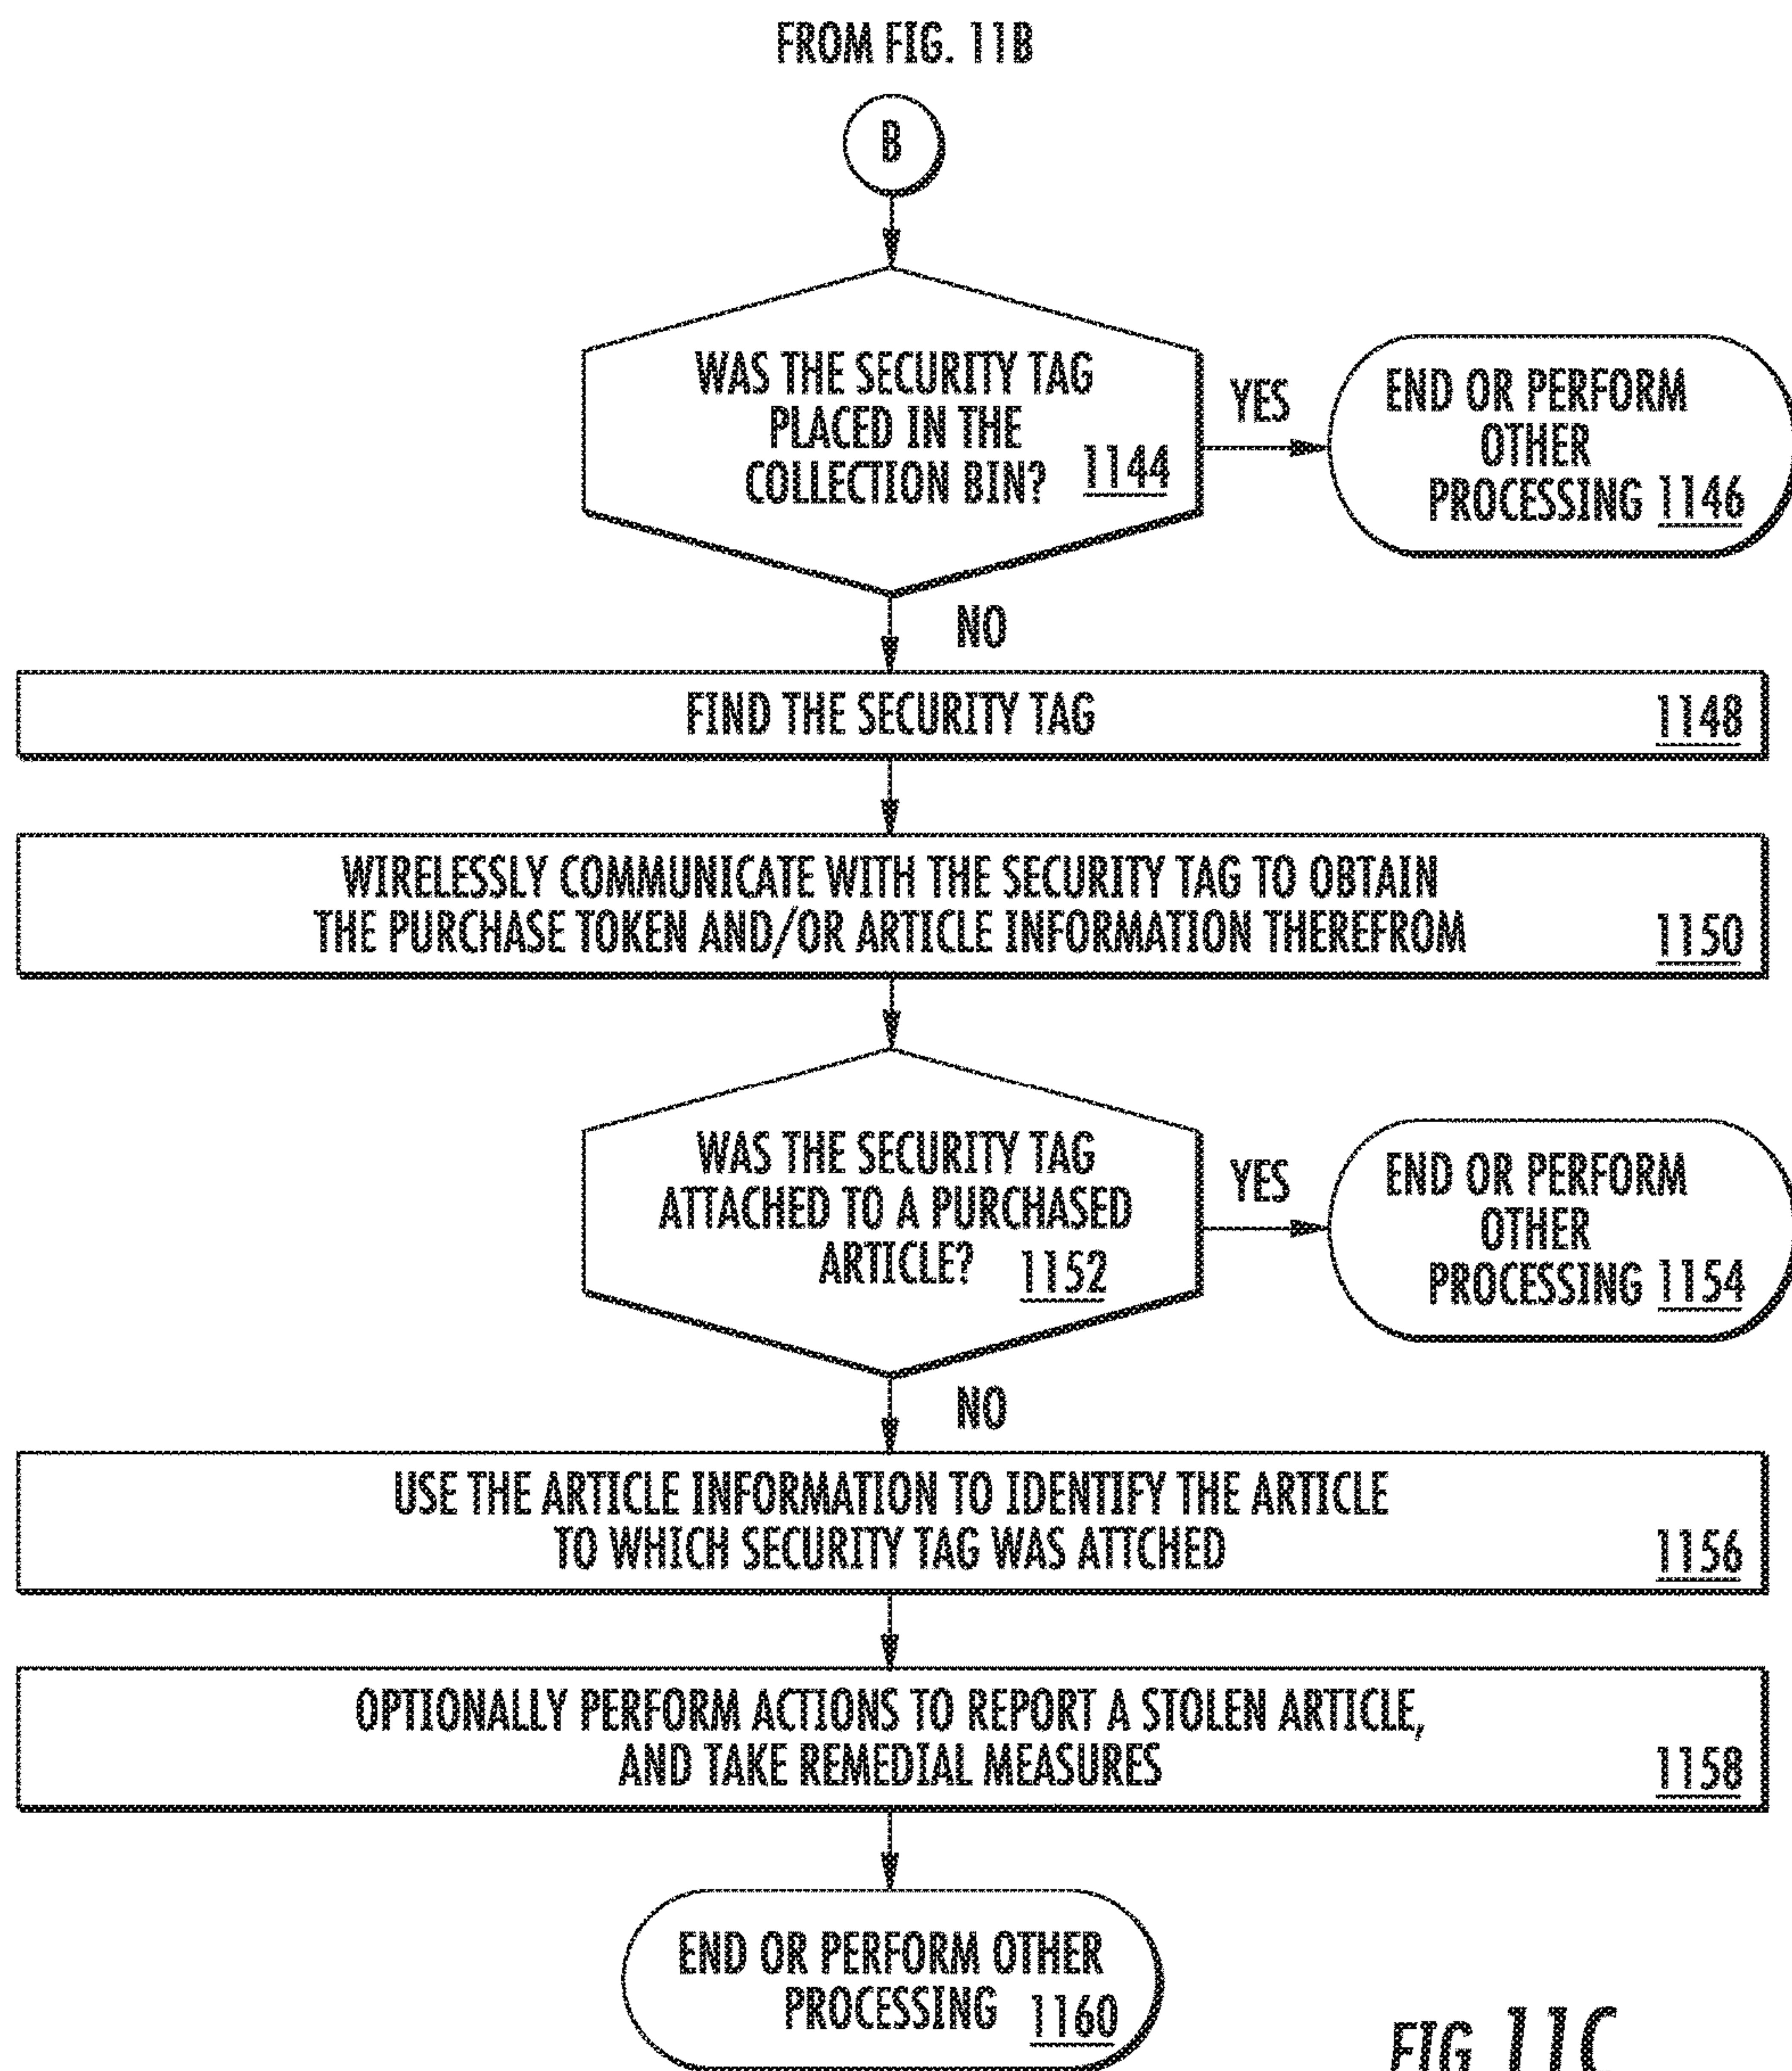 FROM FIG. 11B
B
WAS THE SECURITY TAG
PLACED IN THE
COLLECTION BIN? 1144
YES
END OR PERFORM
OTHER
PROCESSING 1146
NO
FIND THE SECURITY TAG 1148
WIRELESSLY COMMUNICATE WITH THE SECURITY TAG TO OBTAIN
THE PURCHASE TOKEN AND/OR ARTICLE INFORMATION THEREFROM 1150
WAS THE SECURITY TAG
ATTACHED TO A PURCHASED
ARTICLE? 1152
YES
END OR PERFORM
OTHER
PROCESSING 1154
NO
USE THE ARTICLE INFORMATION TO IDENTIFY THE ARTICLE
TO WHICH SECURITY TAG WAS ATTCHED 1156
OPTIONALLY PERFORM ACTIONS TO REPORT A STOLEN ARTICLE,
AND TAKE REMEDIAL MEASURES 1158
END OR PERFORM OTHER
PROCESSING 1160
FIG. 11C